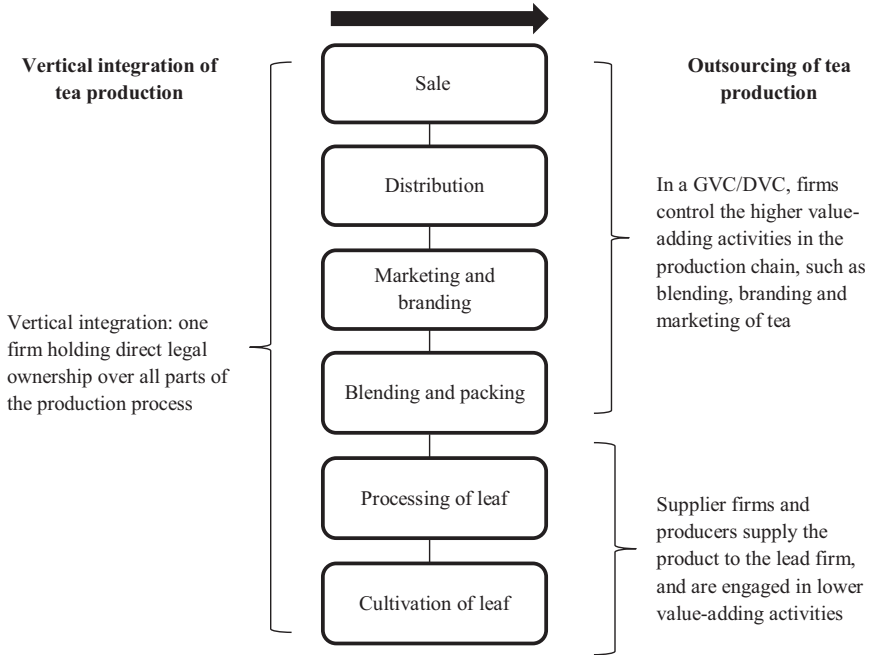 Vertical integration of
tea production
Vertical integration: one
firm holding direct legal
ownership over all parts of
the production process
Sale
Distribution
Marketing and
branding
Blending and packing
Processing of leaf
Cultivation of leaf
Outsourcing of tea
production
In a GVC/DVC, firms
control the higher value-
adding activities in the
production chain, such as
blending, branding and
marketing of tea
Supplier firms and
producers supply the
product to the lead firm,
and are engaged in lower
value-adding activities